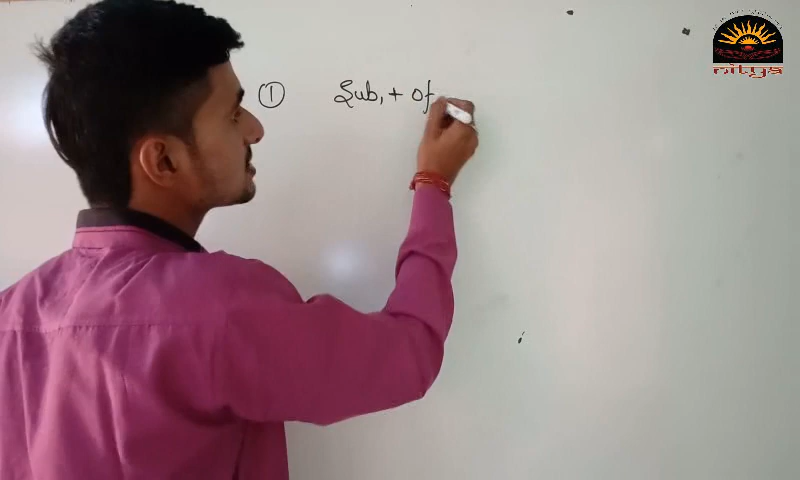 ① Sub, + of
nitya